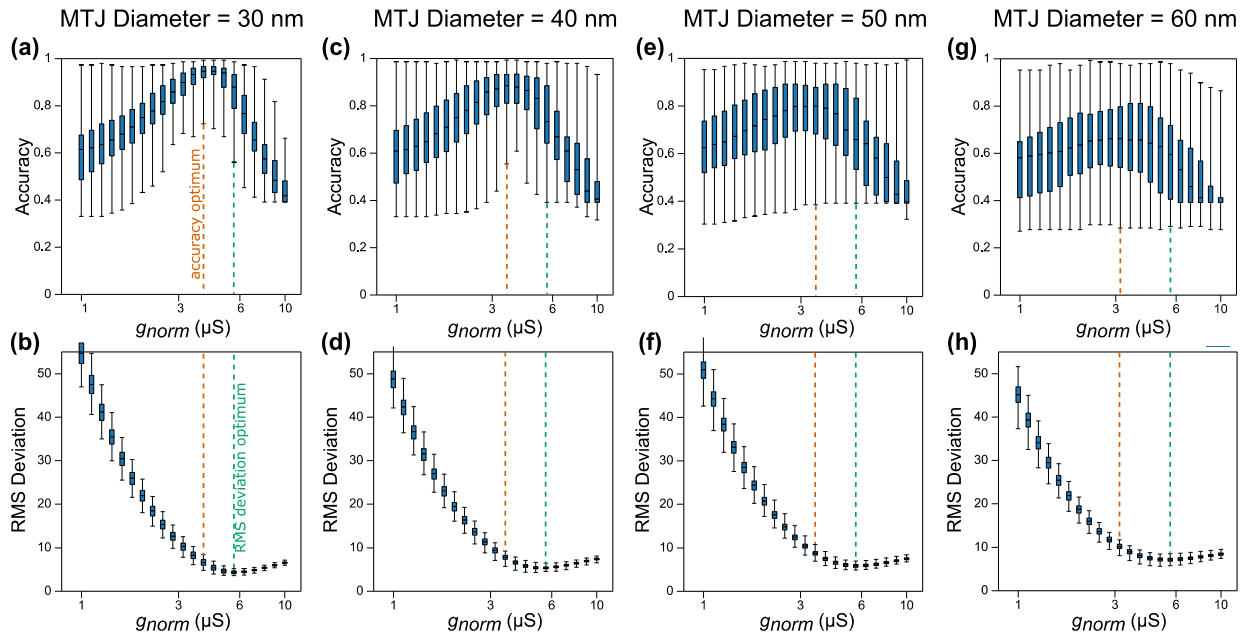 MTJ Diameter = 30 nm
MTJ Diameter = 40 nm
MTJ Diameter = 50 nm
MTJ Diameter = 60 nm
(a)
(c)
(e)
(g)
1
0.8
0.6
0.4
0.2
0
Accuracy
accuracy optimum
1 3 6 10
gnorm (µS)
1
0.8
0.6
0.4
0.2
0
Accuracy
1 3 6 10
gnorm (µS)
1
0.8
0.6
0.4
0.2
0
Accuracy
1 3 6 10
gnorm (µS)
1
0.8
0.6
0.4
0.2
0
Accuracy
1 3 6 10
gnorm (µS)
(b)
(d)
(f)
(h)
50
40
30
20
10
0
RMS Deviation
RMS deviation optimum
1 3 6 10
gnorm (µS)
50
40
30
20
10
0
RMS Deviation
1 3 6 10
gnorm (µS)
50
40
30
20
10
0
RMS Deviation
1 3 6 10
gnorm (µS)
50
40
30
20
10
0
RMS Deviation
1 3 6 10
gnorm (µS)